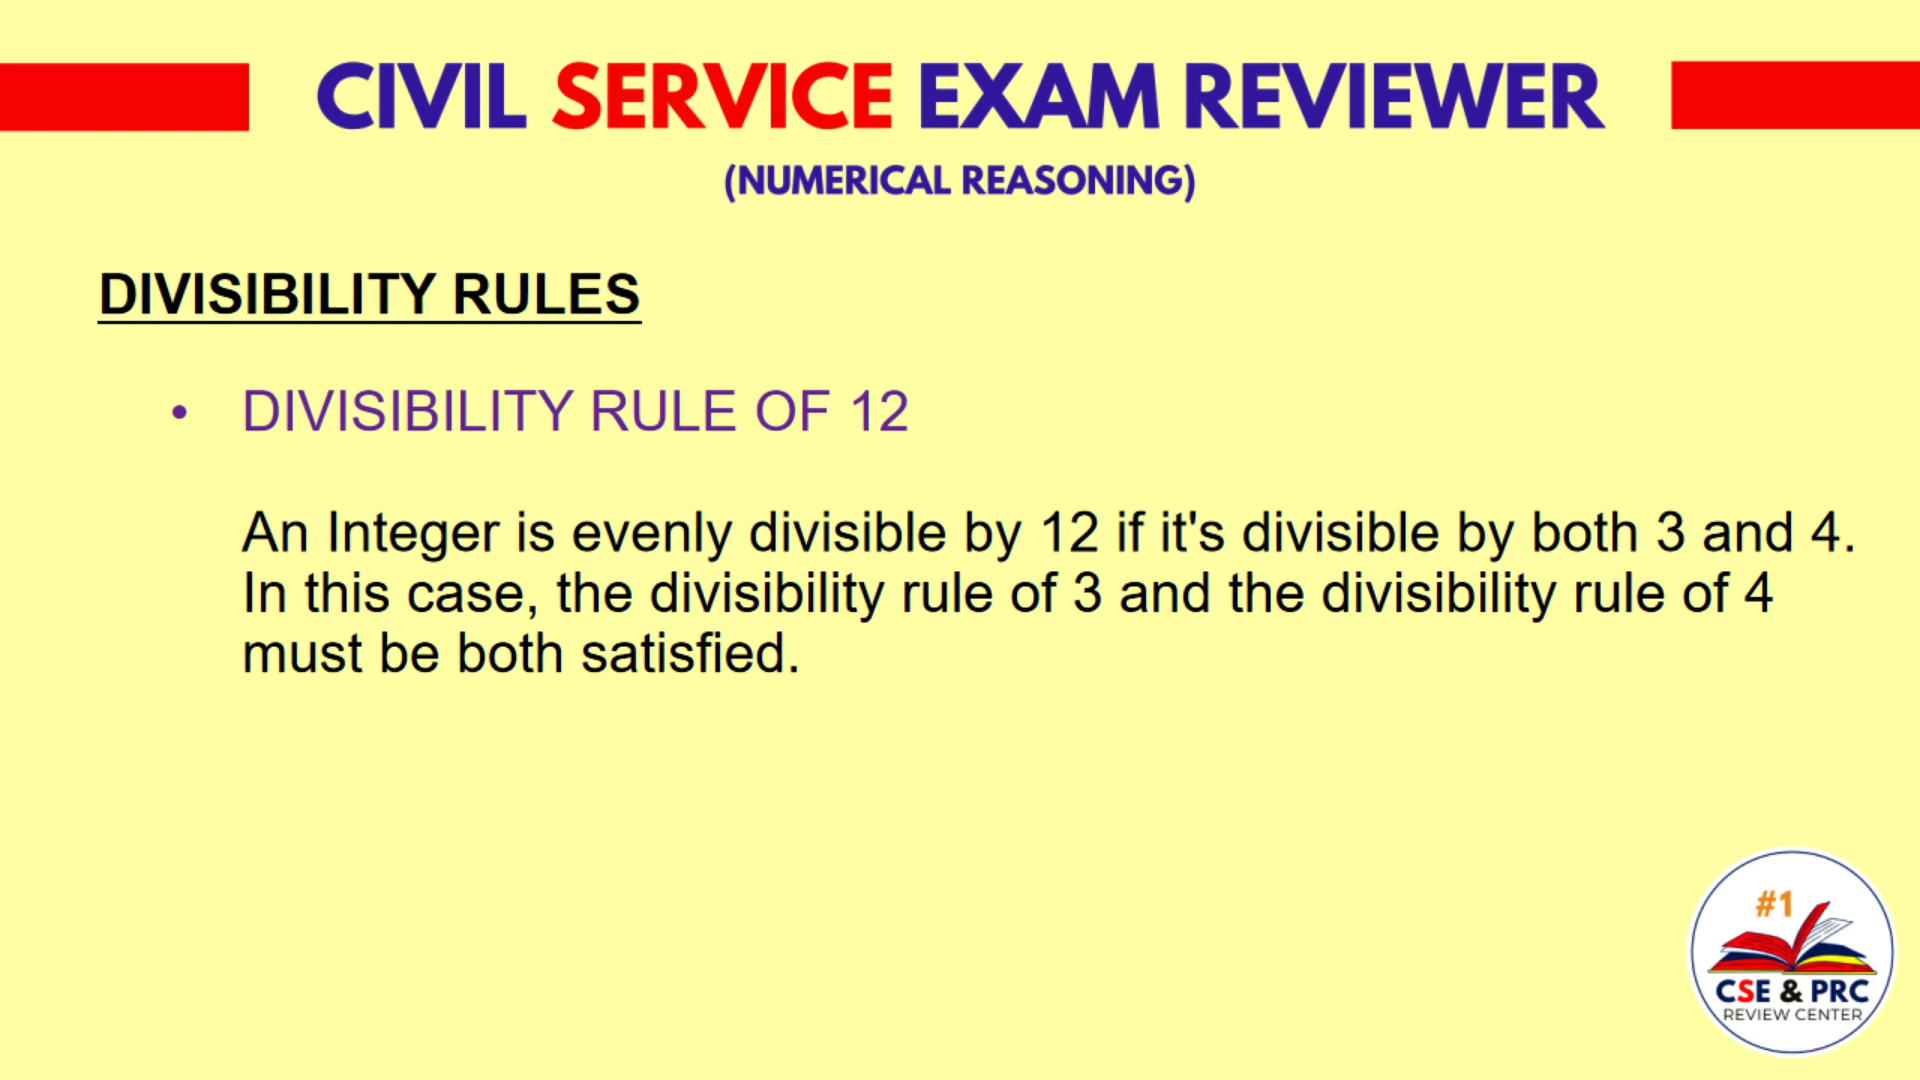 CIVIL SERVICE EXAM REVIEWER
(NUMERICAL REASONING)
DIVISIBILITY RULES
• DIVISIBILITY RULE OF 12
An Integer is evenly divisible by 12 if it's divisible by both 3 and 4.
In this case, the divisibility rule of 3 and the divisibility rule of 4
must be both satisfied.
#1
CSE & PRC
REVIEW CENTER